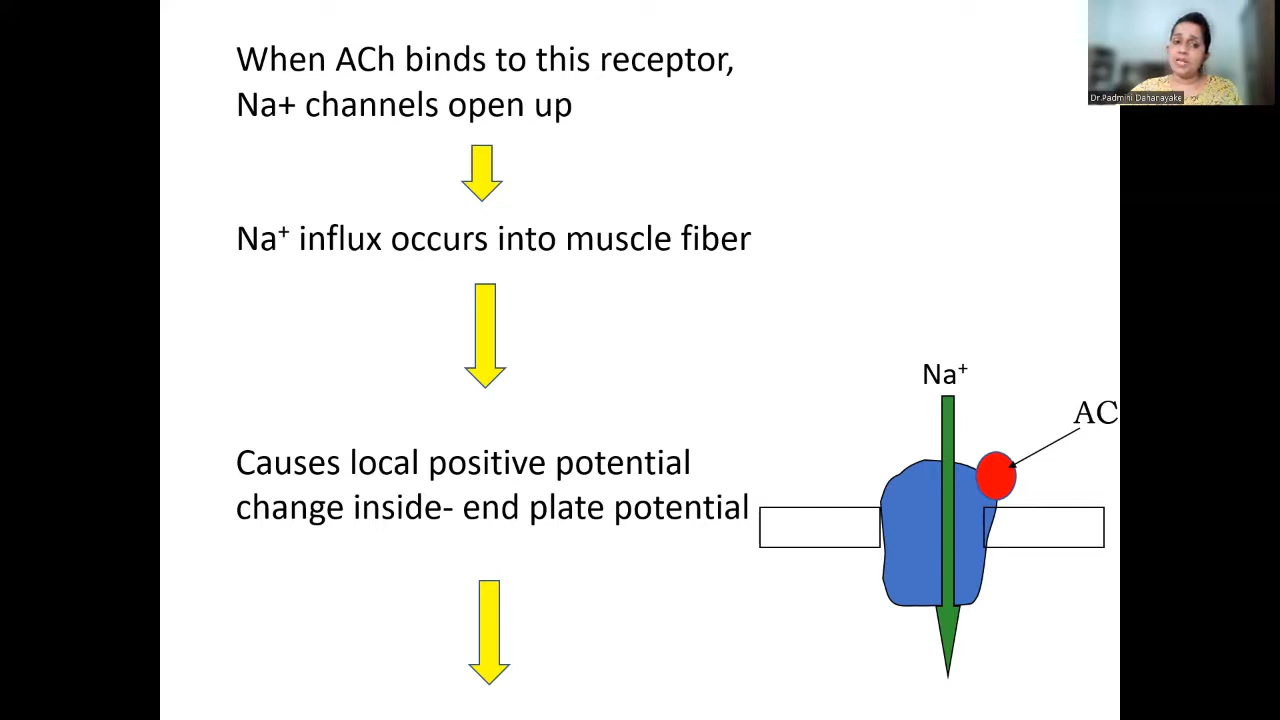 When ACh binds to this receptor,
Na+ channels open up
Na⁺ influx occurs into muscle fiber
Causes local positive potential
change inside- end plate potential
Na⁺
AC
Dr.Padmini Dahanayake